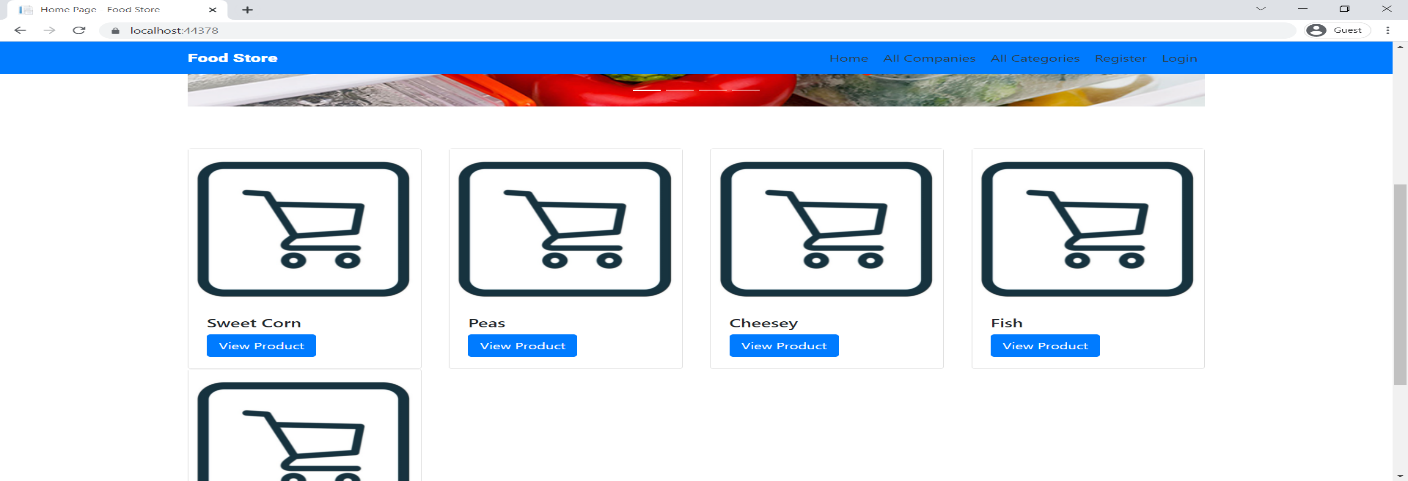 Home Page - Food Store
localhost:44378
Guest
Food Store
Home All Companies All Categories Register Login
Sweet Corn
View Product
Peas
View Product
Cheesey
View Product
Fish
View Product